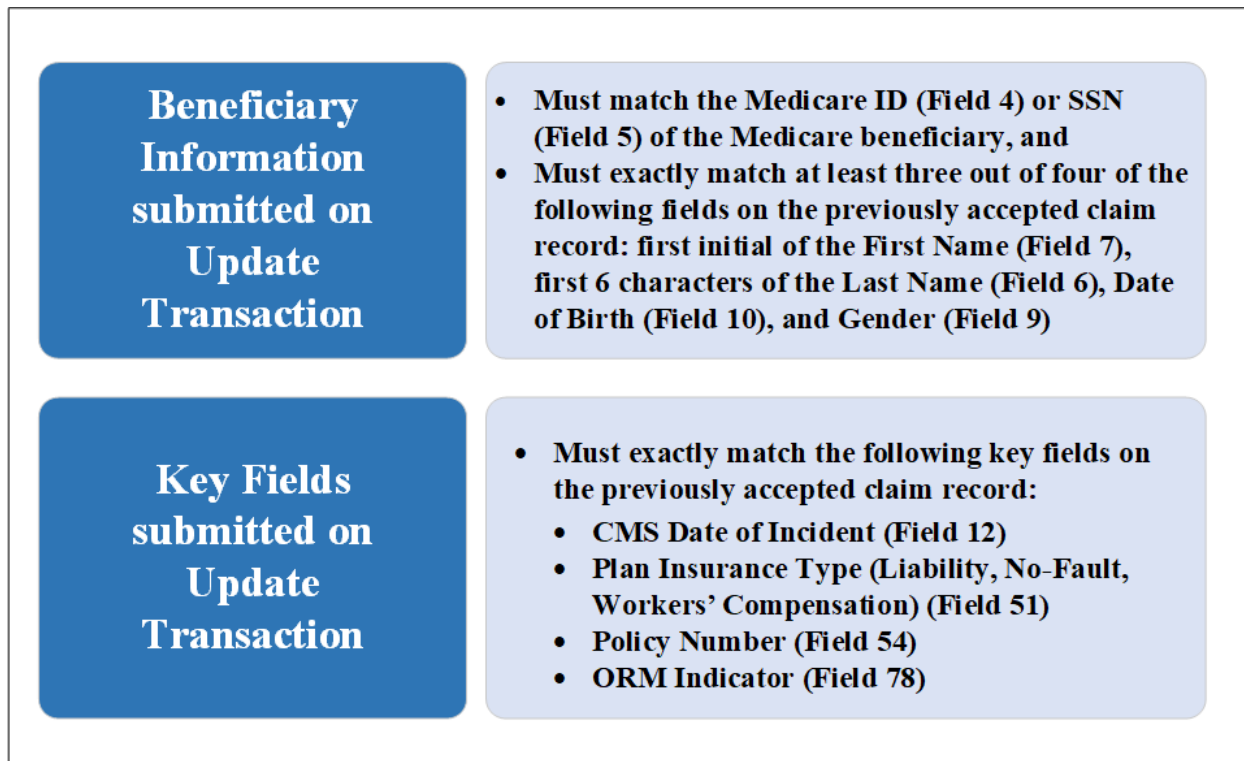 Beneficiary
Information
submitted on
Update
Transaction
• Must match the Medicare ID (Field 4) or SSN
(Field 5) of the Medicare beneficiary, and
• Must exactly match at least three out of four of the
following fields on the previously accepted claim
record: first initial of the First Name (Field 7),
first 6 characters of the Last Name (Field 6), Date
of Birth (Field 10), and Gender (Field 9)
Key Fields
submitted on
Update
Transaction
• Must exactly match the following key fields on
the previously accepted claim record:
• CMS Date of Incident (Field 12)
• Plan Insurance Type (Liability, No-Fault,
Workers’ Compensation) (Field 51)
• Policy Number (Field 54)
• ORM Indicator (Field 78)